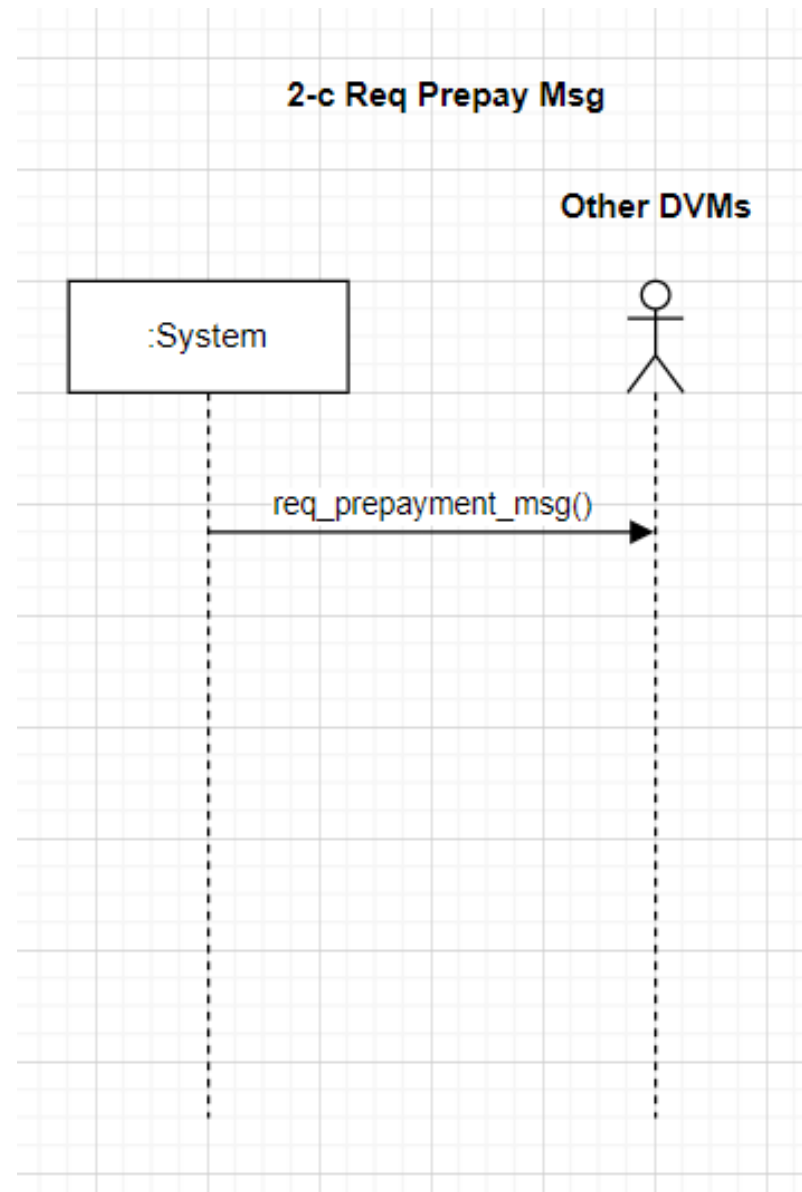 2-c Req Prepay Msg
Other DVMs
:System
req_prepayment_msg()